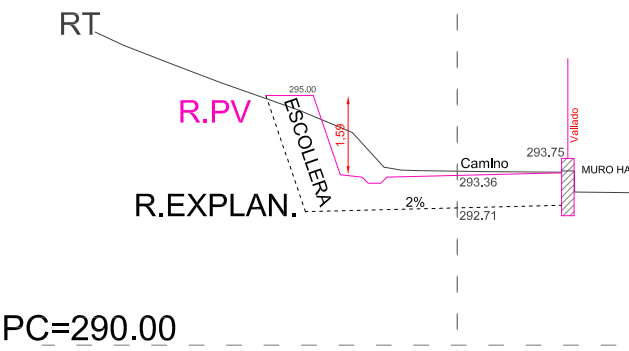 RT
295.00
R.PV
ESCOLLERA
1,59
Vallado
293.75
Camino
MURO HA
293.36
R.EXPLAN.
2%
292.71
PC=290.00